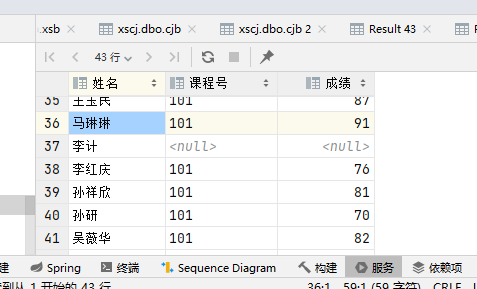 .xsb xscj.dbo.cjb xscj.dbo.cjb 2 Result 43
43 行
姓名 课程号 成绩
35 王玉民 101 87
36 马琳琳 101 91
37 李计 <null> <null>
38 李红庆 101 76
39 孙祥欣 101 81
40 孙研 101 70
41 吴薇华 101 82
建 Spring 终端 Sequence Diagram 构建 服务 依赖项
到从 1 开始的 43 行 36:1 59:1 (59 字符) CRLF